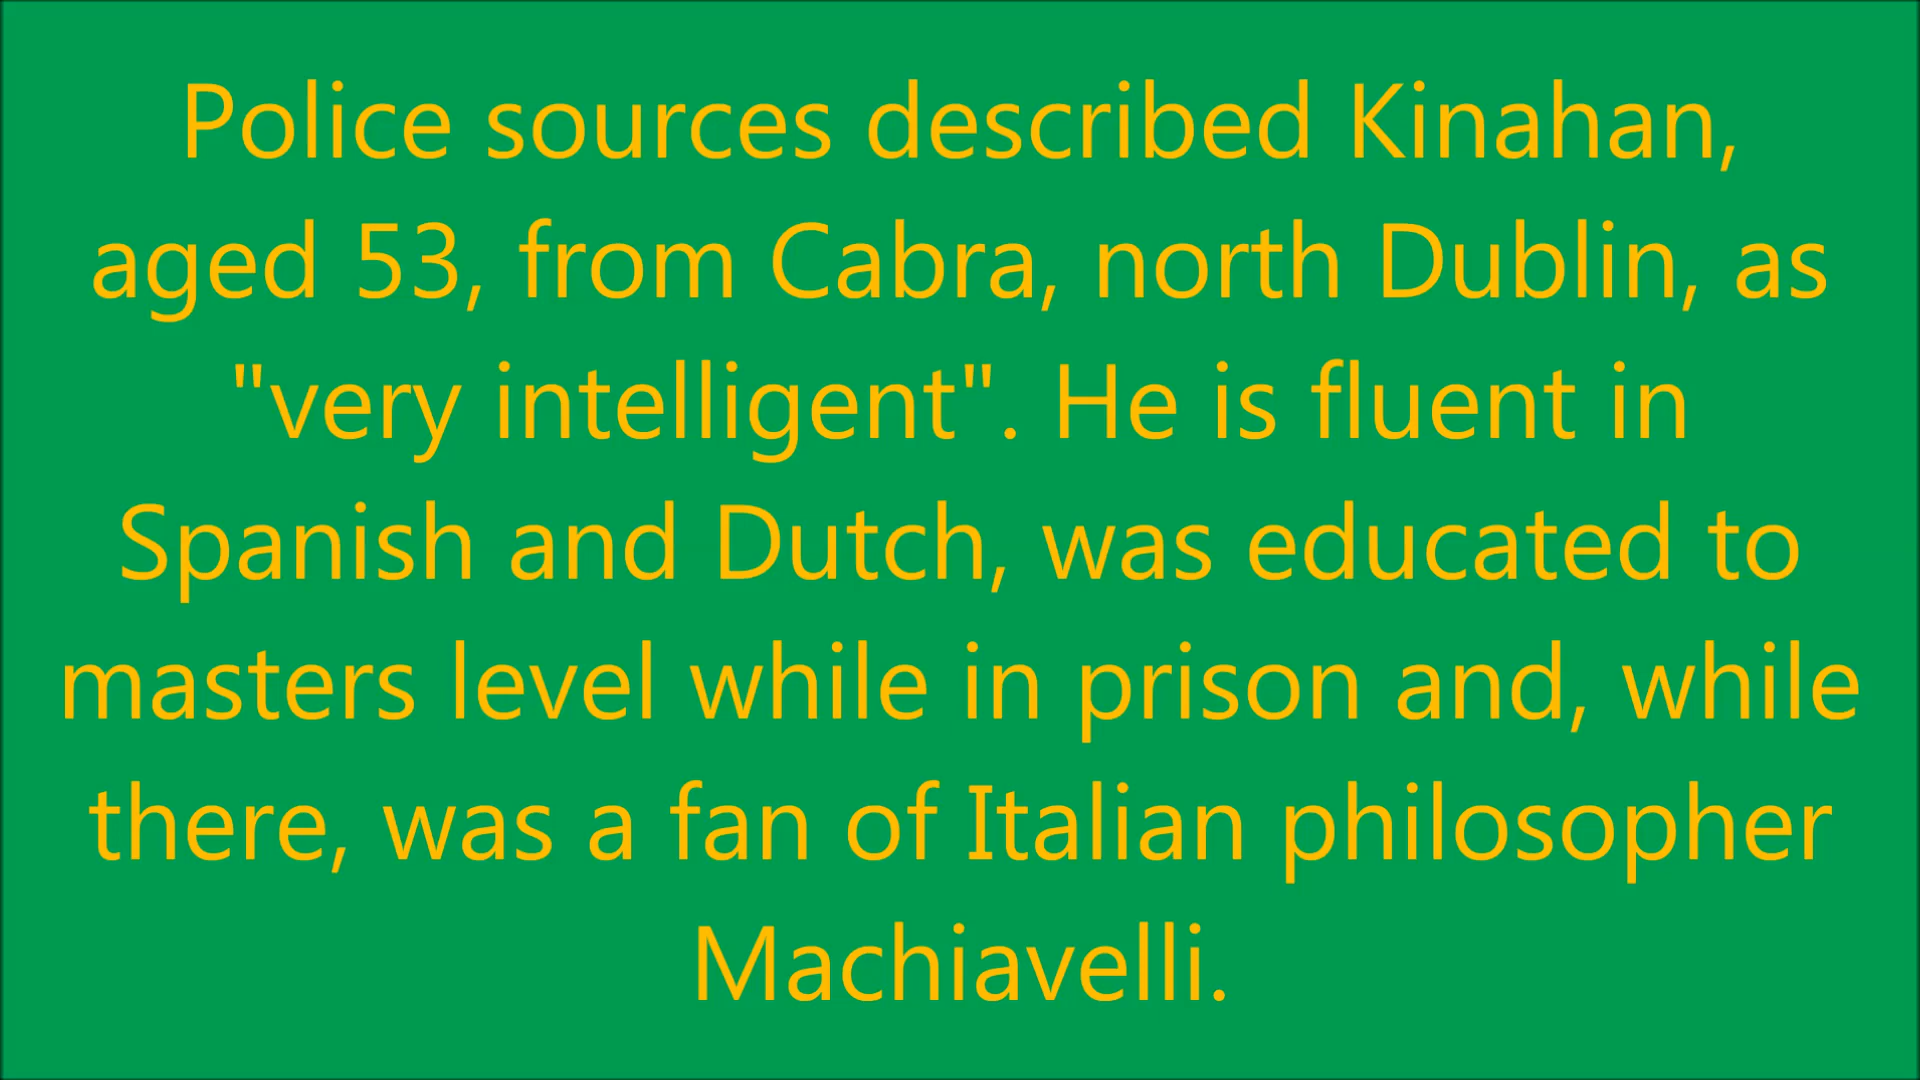 Police sources described Kinahan,
aged 53, from Cabra, north Dublin, as
"very intelligent". He is fluent in
Spanish and Dutch, was educated to
masters level while in prison and, while
there, was a fan of Italian philosopher
Machiavelli.